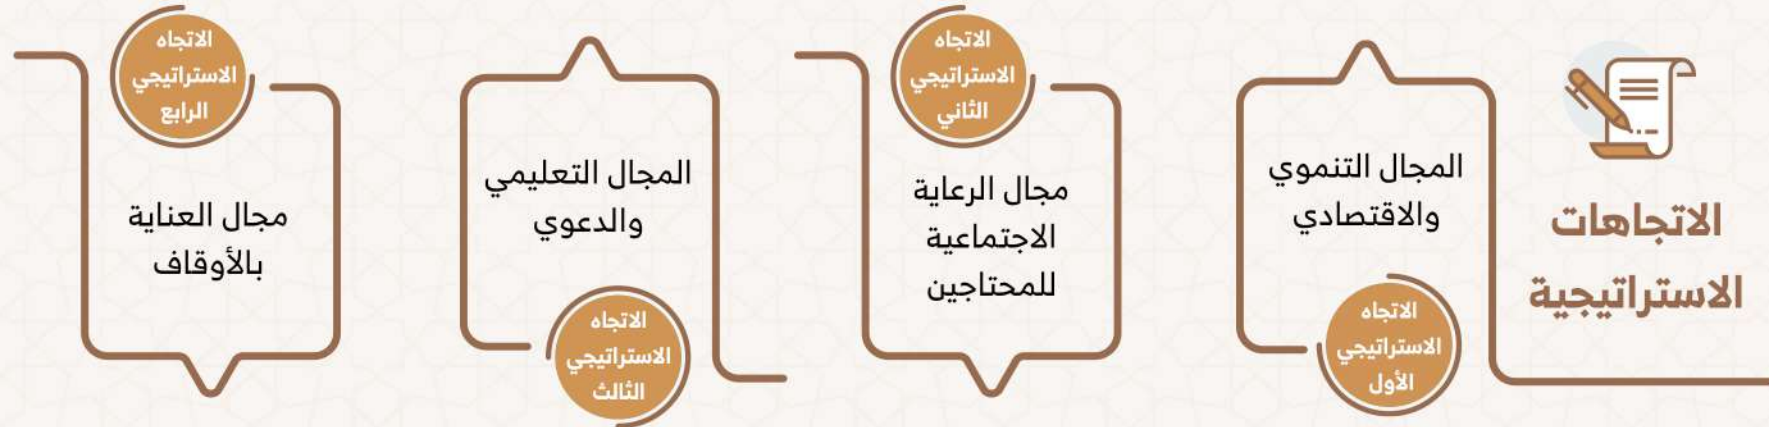 الاتجاهات
الاستراتيجية
المجال التنموي
والاقتصادي
الاتجاه
الاستراتيجي
الأول
الاتجاه
الاستراتيجي
الثاني
مجال الرعاية
الاجتماعية
للمحتاجين
المجال التعليمي
والدعوي
الاتجاه
الاستراتيجي
الثالث
الاتجاه
الاستراتيجي
الرابع
مجال العناية
بالأوقاف